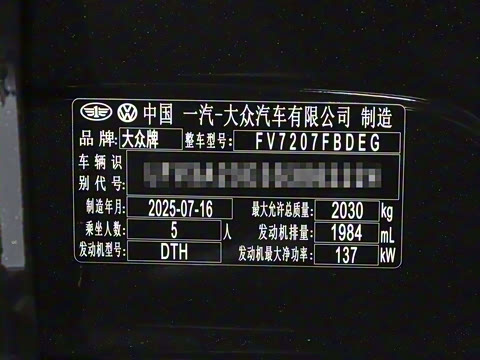 中国 一汽-大众汽车有限公司 制造
品牌 大众牌 整车型号: FV7207FBDEG
车辆识
别代号:
制造年月: 2025-07-16 最大允许总质量: 2030 kg
乘坐人数: 5 人 发动机排量: 1984 mL
发动机型号: DTH 发动机最大净功率: 137 kW